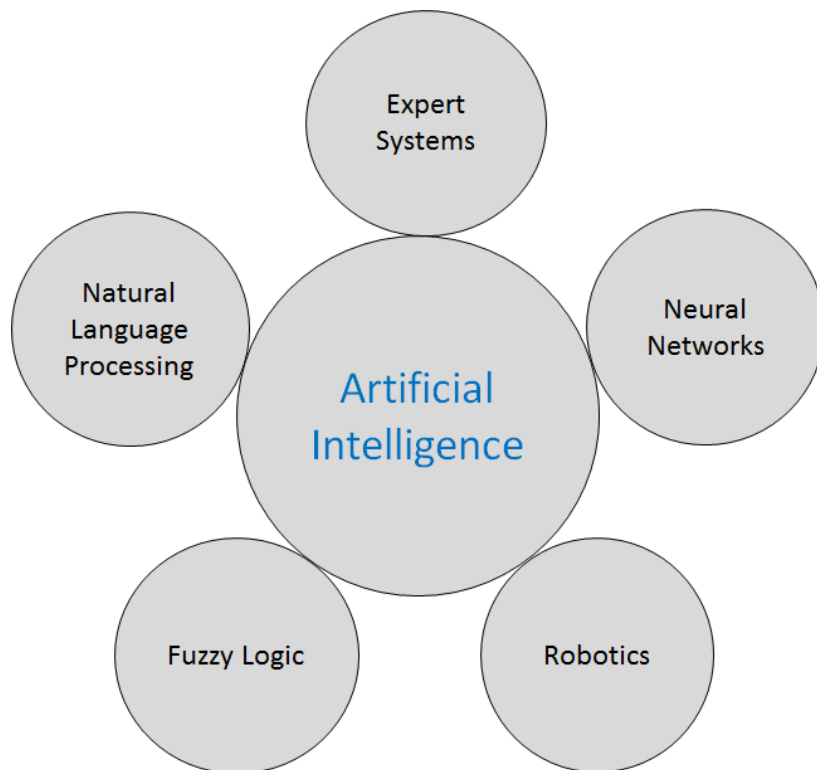 Expert
Systems
Natural
Language
Processing
Neural
Networks
Artificial
Intelligence
Fuzzy Logic
Robotics